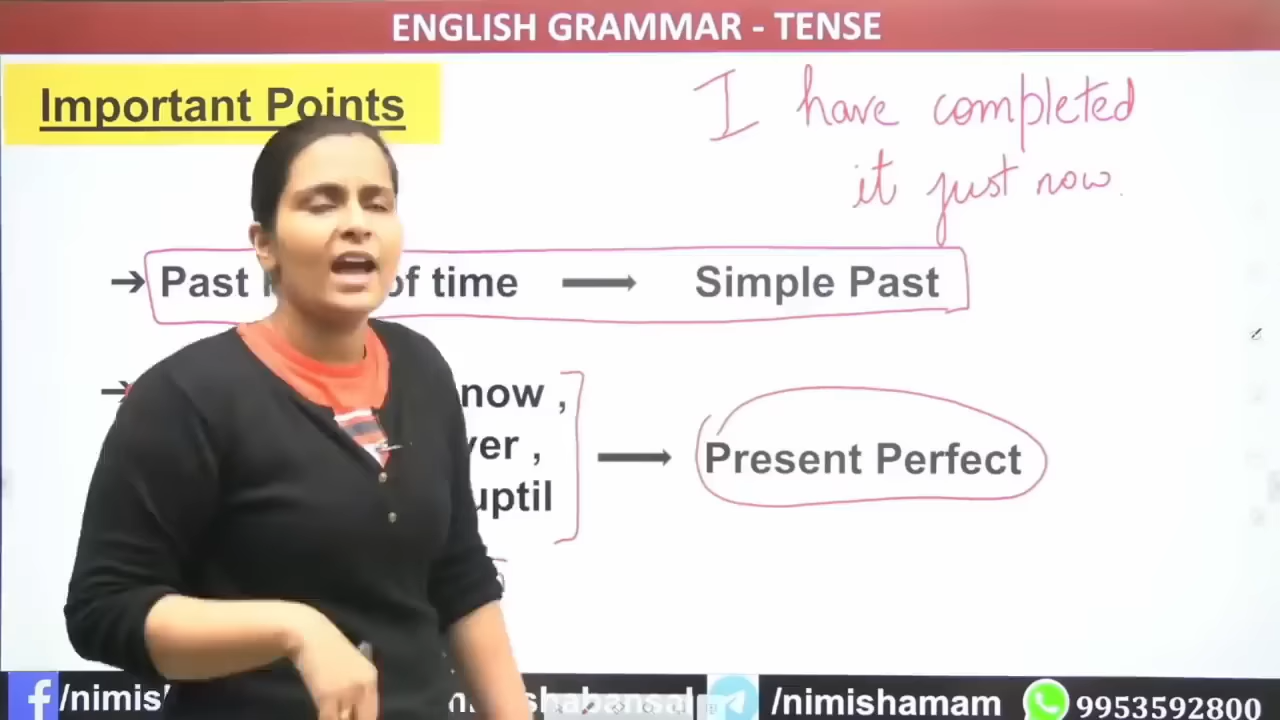 ENGLISH GRAMMAR - TENSE
Important Points
I have completed
it just now.
→ Past of time → Simple Past
now ,
→ Present Perfect
uptil
/nimis
shabansal
/nimishamam
9953592800